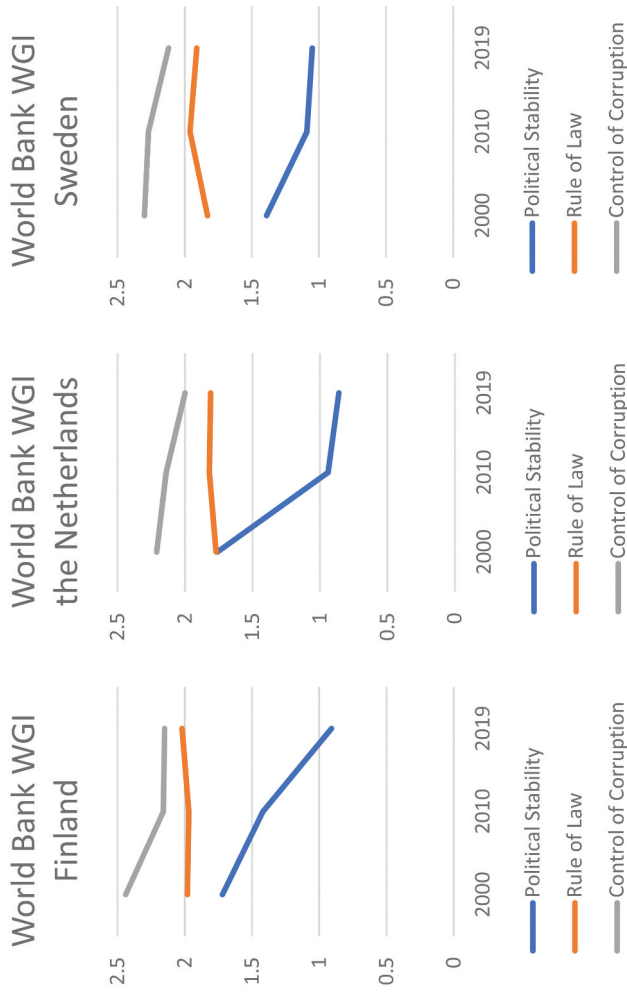 World Bank WGI
Finland
2.5
2
1.5
1
0.5
0
2000
2010
2019
Political Stability
Rule of Law
Control of Corruption
World Bank WGI
the Netherlands
2.5
2
1.5
1
0.5
0
2000
2010
2019
Political Stability
Rule of Law
Control of Corruption
World Bank WGI
Sweden
2.5
2
1.5
1
0.5
0
2000
2010
2019
Political Stability
Rule of Law
Control of Corruption